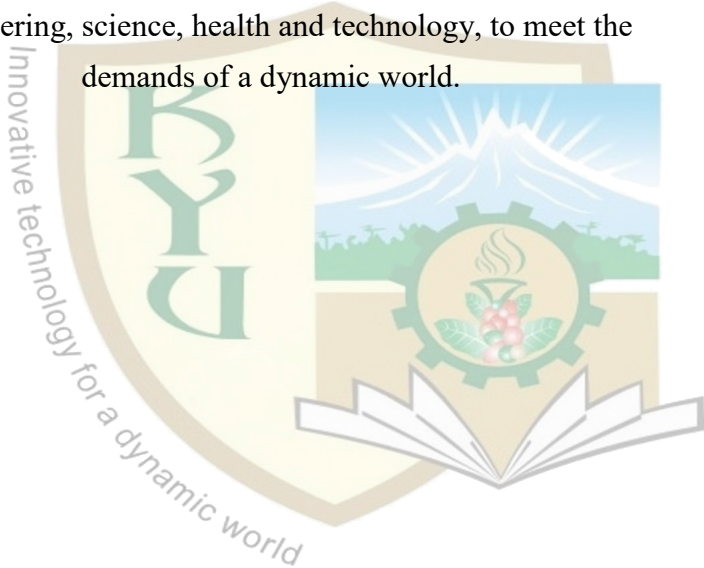 ering, science, health and technology, to meet the
demands of a dynamic world.
K
Y
U
Innovative technology for a dynamic world